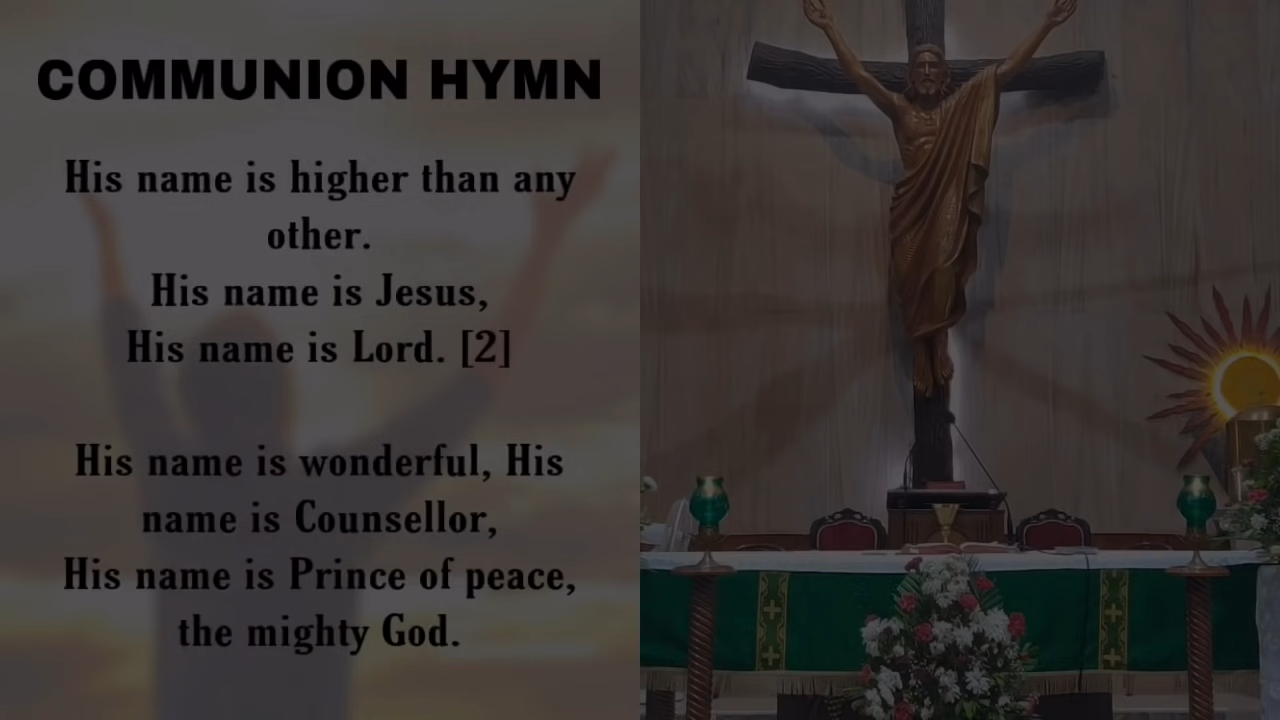 COMMUNION HYMN
His name is higher than any
other.
His name is Jesus,
His name is Lord. [2]
His name is wonderful, His
name is Counsellor,
His name is Prince of peace,
the mighty God.